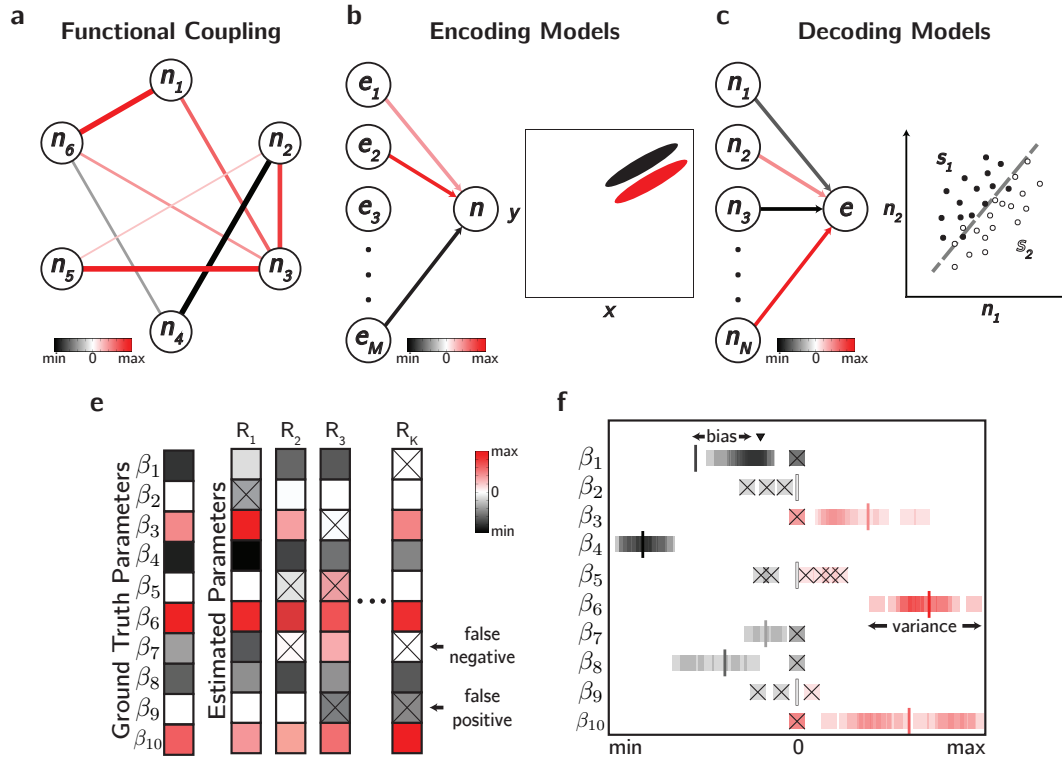 a
Functional Coupling
n1
n2
n3
n4
n5
n6
min 0 max
b
Encoding Models
e1
e2
e3
eM
n
y
x
min 0 max
c
Decoding Models
n1
n2
n3
nN
e
n2
s1
s2
n1
min 0 max
e
Ground Truth Parameters
β1
β2
β3
β4
β5
β6
β7
β8
β9
β10
Estimated Parameters
R1 R2 R3 RK
max
0
min
false
negative
false
positive
f
bias
β1
β2
β3
β4
β5
β6
variance
β7
β8
β9
β10
min 0 max